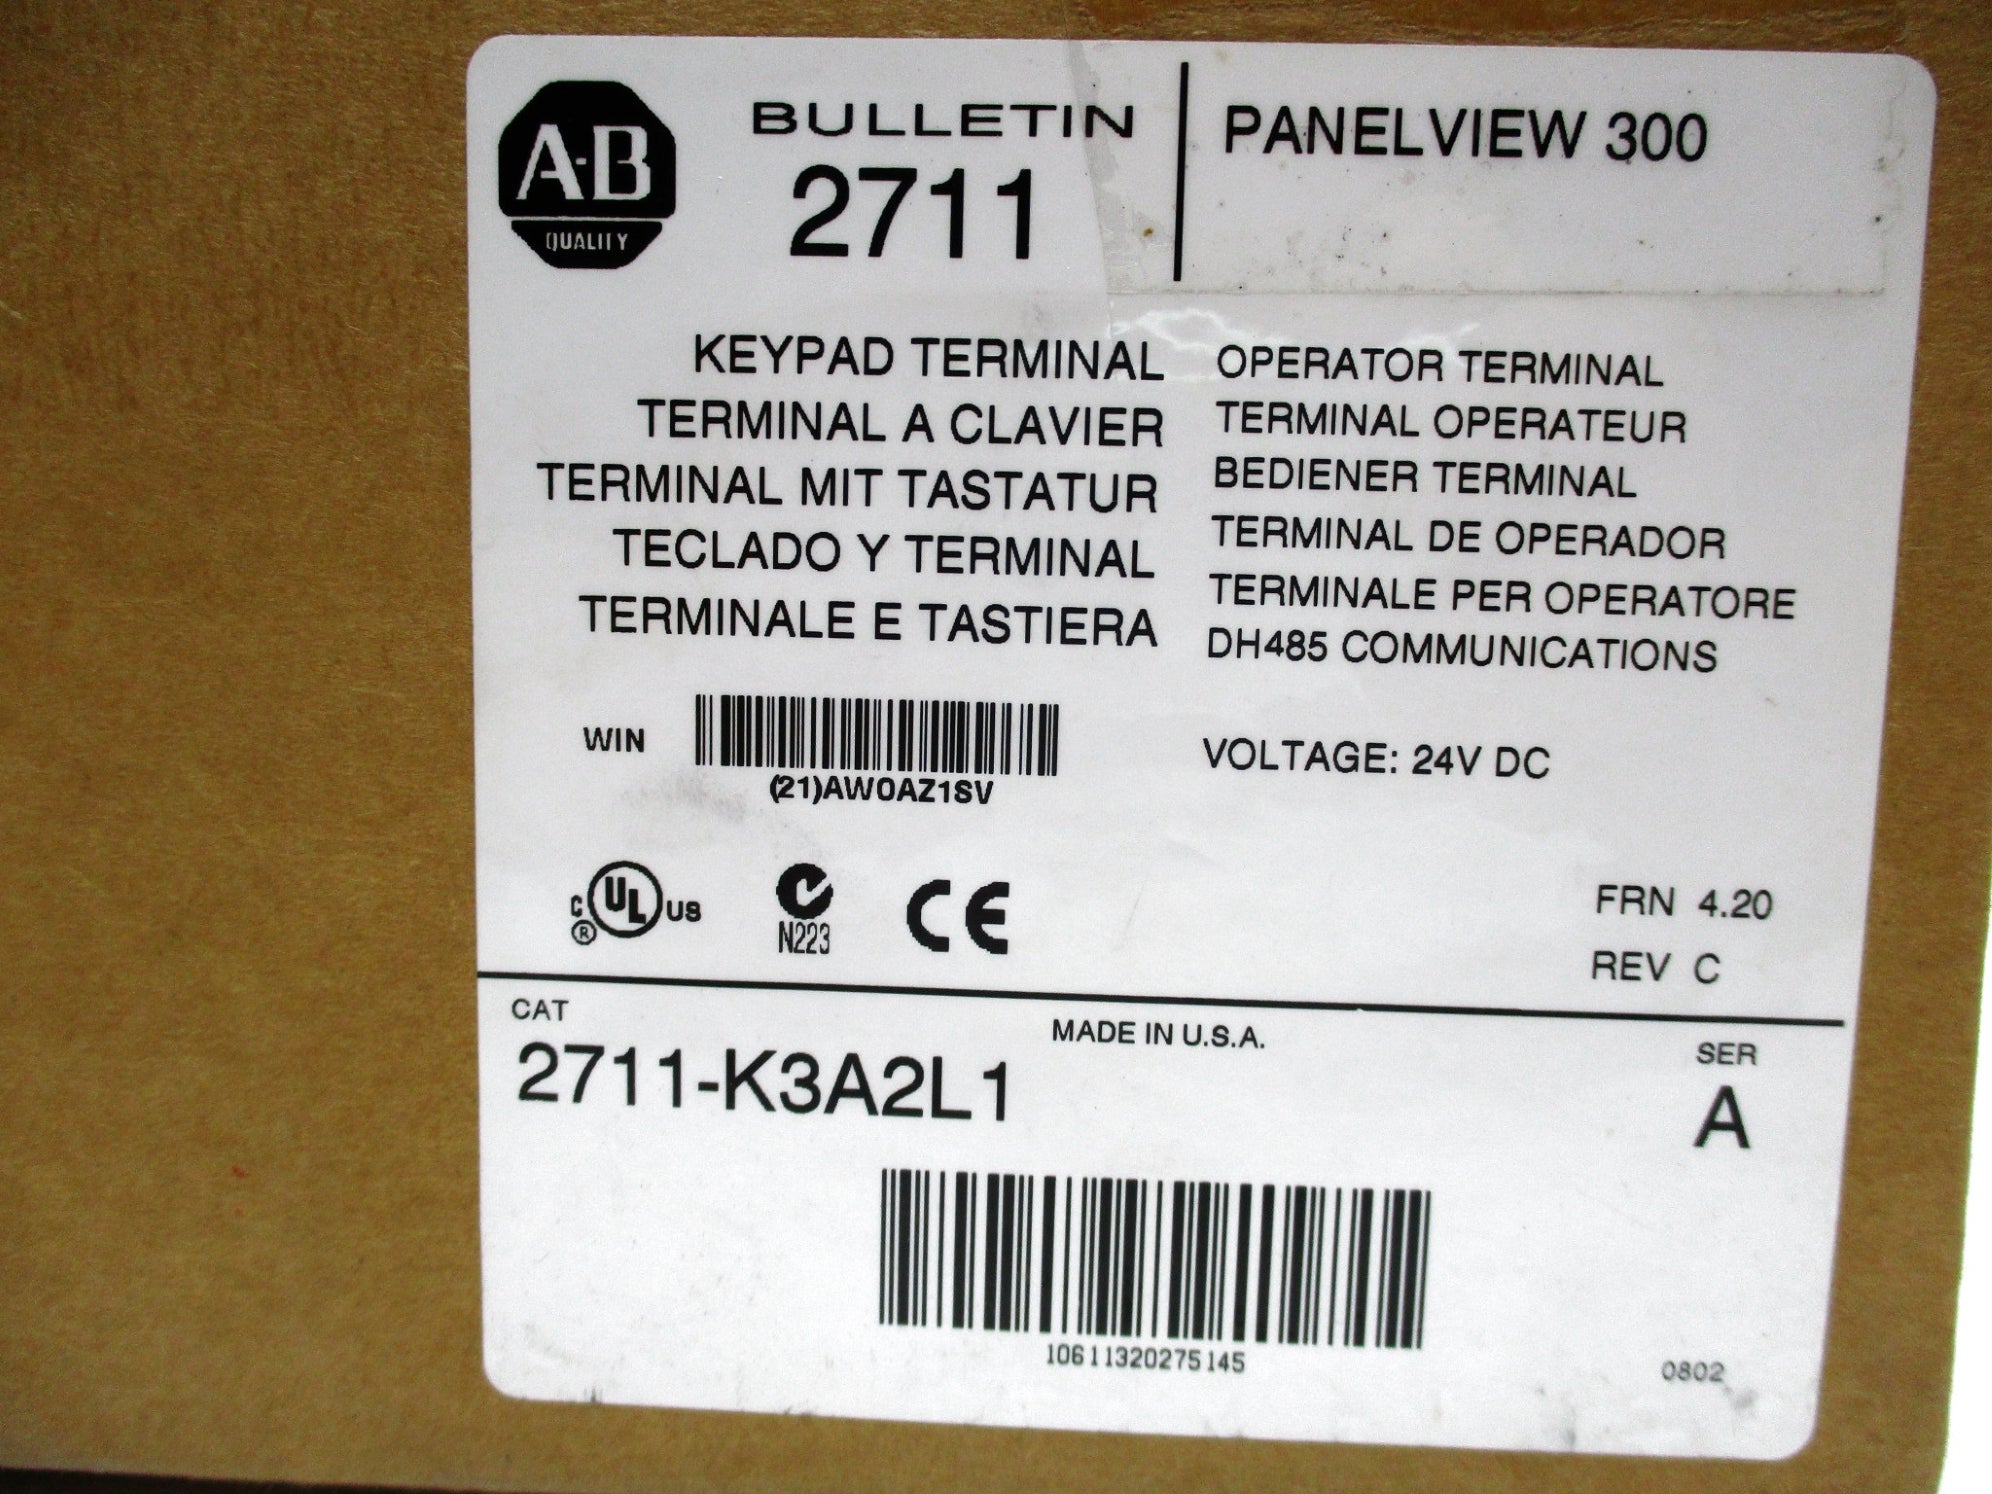 A-B
QUALITY
BULLETIN
2711
PANELVIEW 300
KEYPAD TERMINAL
TERMINAL A CLAVIER
TERMINAL MIT TASTATUR
TECLADO Y TERMINAL
TERMINALE E TASTIERA
OPERATOR TERMINAL
TERMINAL OPERATEUR
BEDIENER TERMINAL
TERMINAL DE OPERADOR
TERMINALE PER OPERATORE
DH485 COMMUNICATIONS
WIN
(21)AW0AZ1SV
VOLTAGE: 24V DC
C UL US
®
N223
CE
FRN 4.20
REV C
CAT
2711-K3A2L1
MADE IN U.S.A.
SER
A
10611320275145
0802